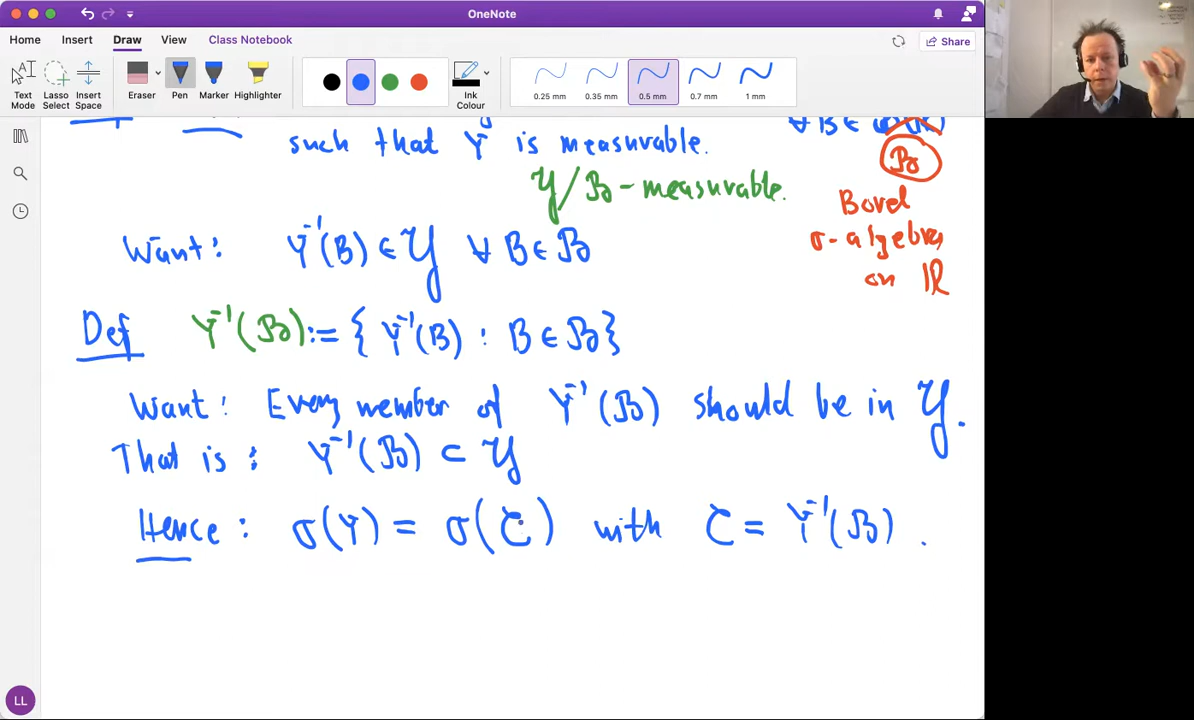 OneNote
Home Insert Draw View Class Notebook
Share
Text Mode
Lasso Select
Insert Space
Eraser
Pen
Marker
Highlighter
Ink Colour
0.25 mm 0.35 mm 0.5 mm 0.7 mm 1 mm
∀ B ∈
such that Y is measurable.
𝓑
𝒴/𝓑-measurable.
Borel
σ-algebra
on ℝ
Want: Y⁻¹(B) ∈ 𝒴 ∀ B ∈ 𝓑
Def Y⁻¹(𝓑) := { Y⁻¹(B) : B ∈ 𝓑 }
Want: Every member of Y⁻¹(𝓑) should be in 𝒴.
That is: Y⁻¹(𝓑) ⊂ 𝒴
Hence: σ(Y) = σ(𝒞) with 𝒞 = Y⁻¹(𝓑).
LL